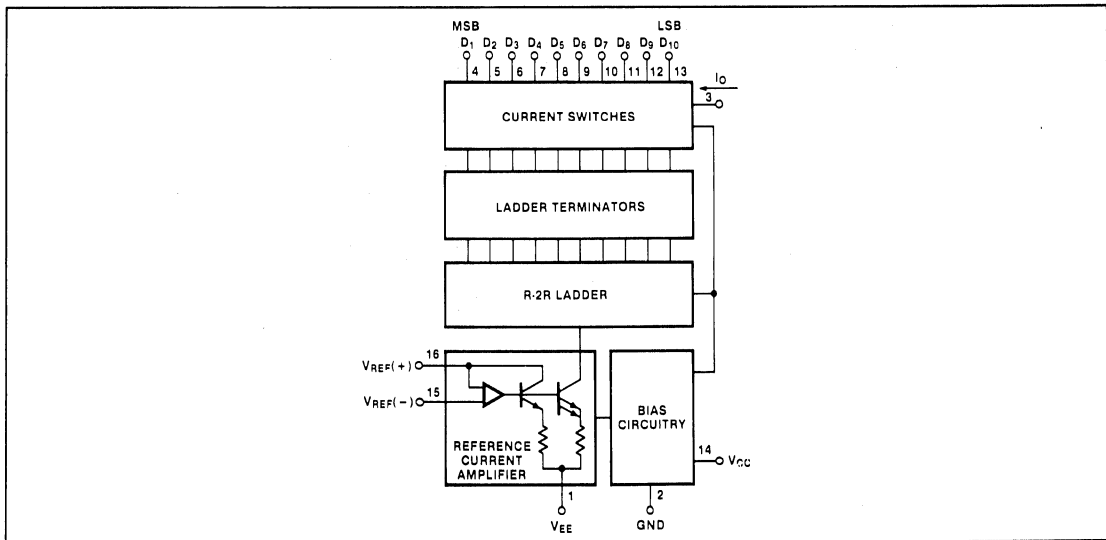 MSB LSB
D1 D2 D3 D4 D5 D6 D7 D8 D9 D10
4 5 6 7 8 9 10 11 12 13
IO
3
CURRENT SWITCHES
LADDER TERMINATORS
R-2R LADDER
VREF(+) 16
VREF(-) 15
REFERENCE
CURRENT
AMPLIFIER
BIAS
CIRCUITRY
14 VCC
1
VEE
2
GND